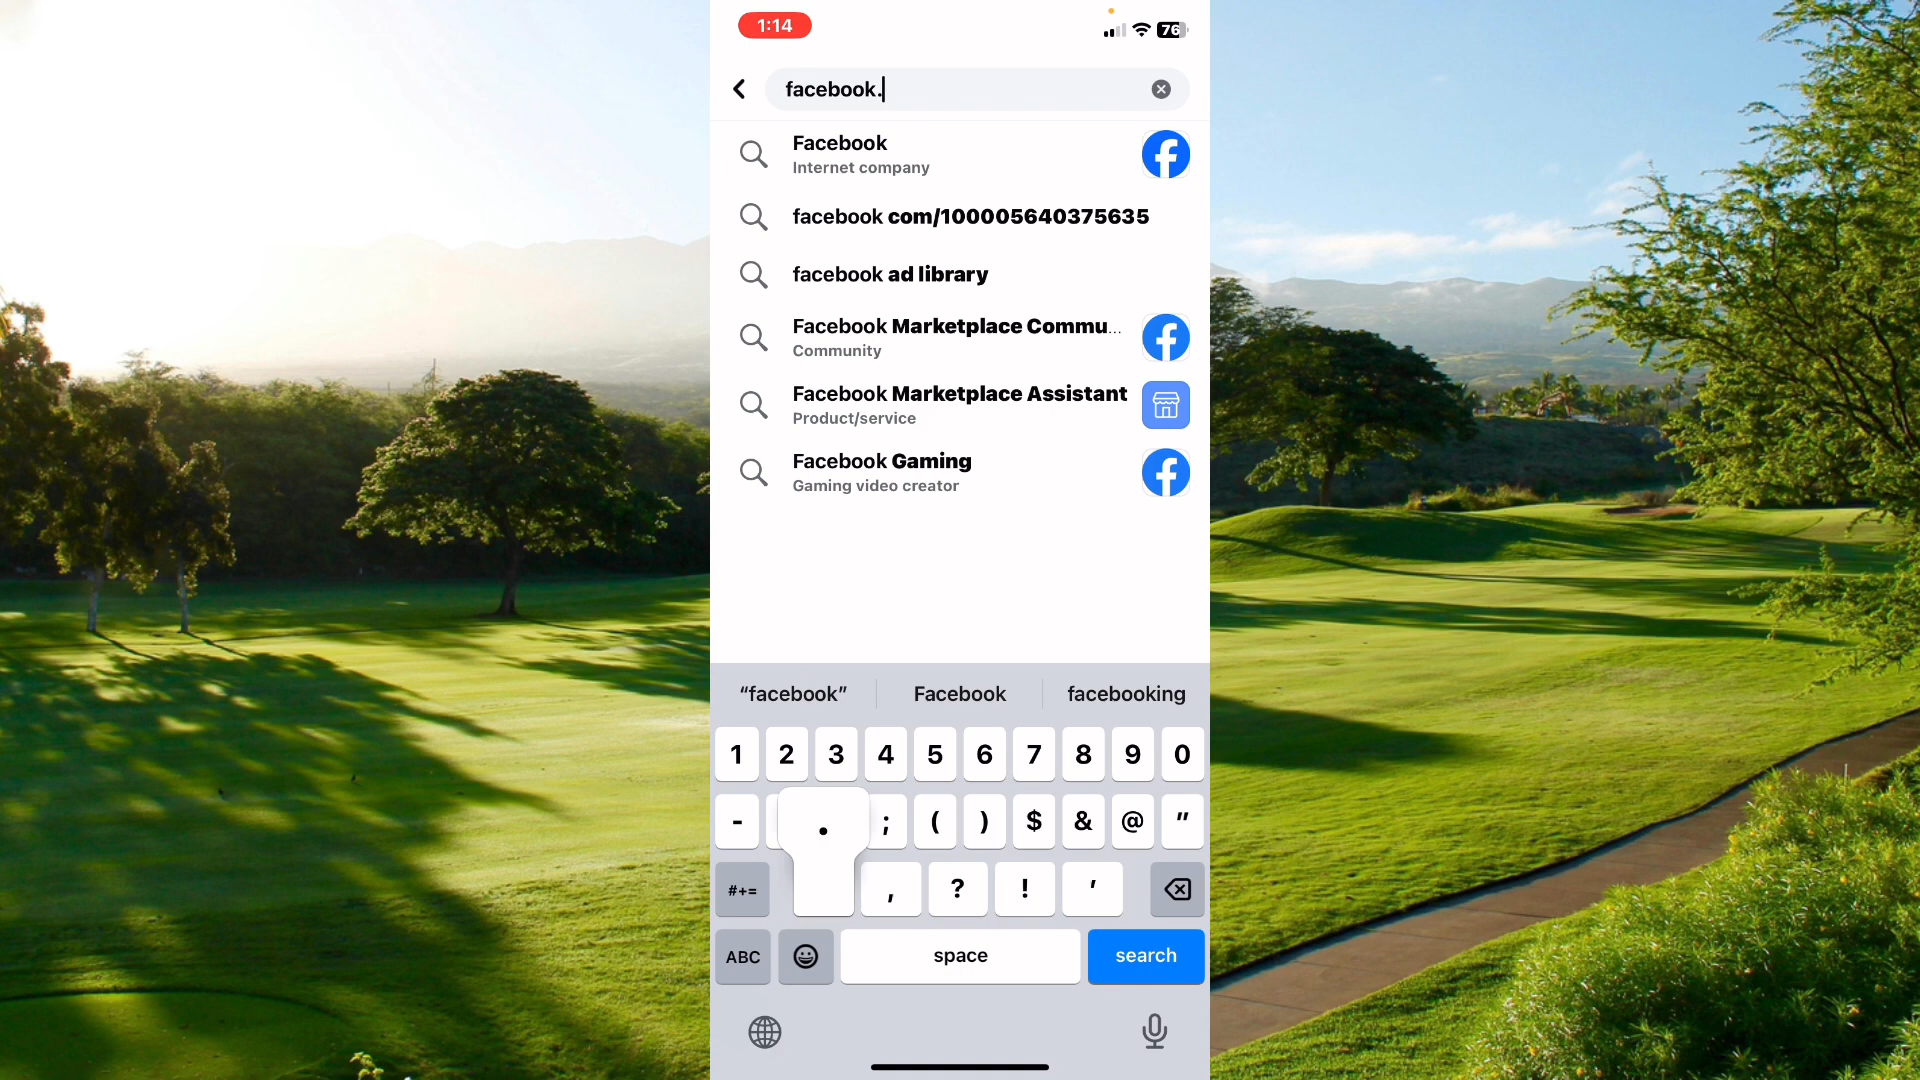 1:14
76
facebook.
Facebook
Internet company
facebook com/100005640375635
facebook ad library
Facebook Marketplace Commu...
Community
Facebook Marketplace Assistant
Product/service
Facebook Gaming
Gaming video creator
“facebook” Facebook facebooking
1 2 3 4 5 6 7 8 9 0
- ; ( ) $ & @ "
#+= . , ? ! '
ABC space search